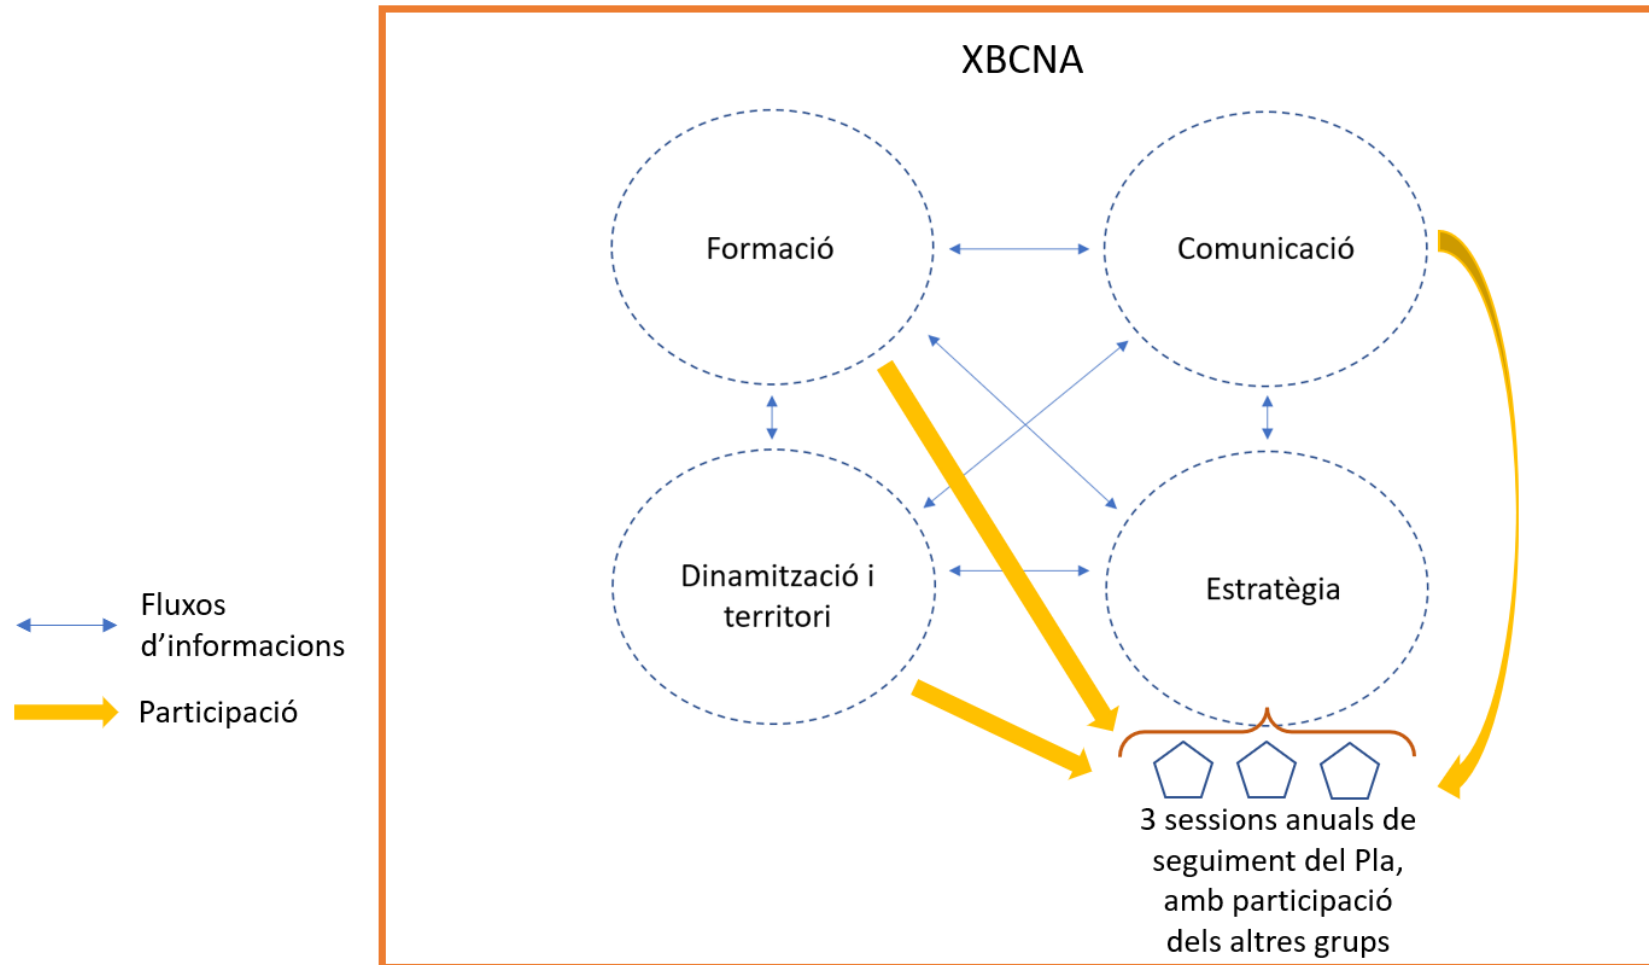 XBCNA
Formació
Comunicació
Dinamització i
territori
Estratègia
Fluxos
d’informacions
Participació
3 sessions anuals de
seguiment del Pla,
amb participació
dels altres grups